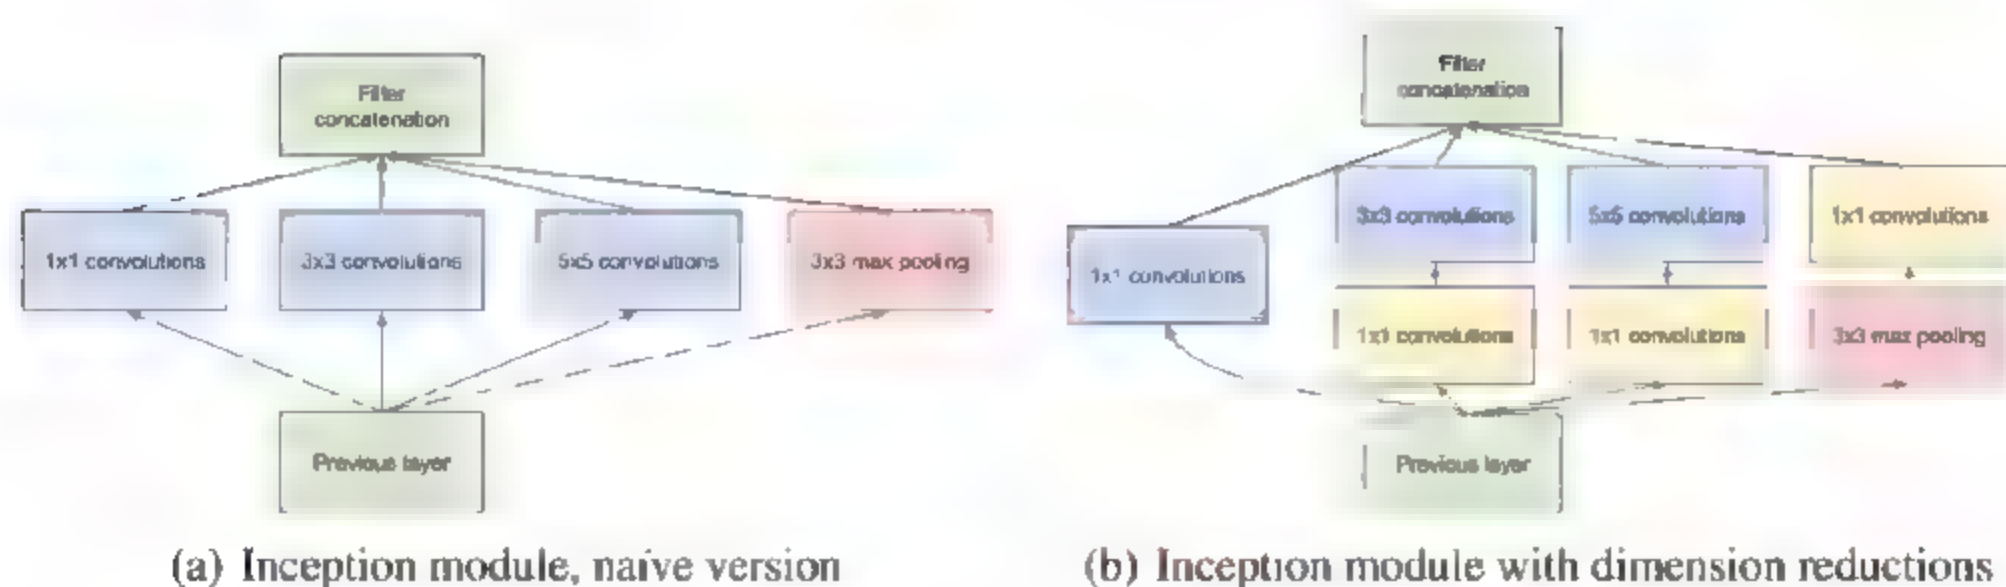 Filter
concatenation
1x1 convolutions
3x3 convolutions
5x5 convolutions
3x3 max pooling
Previous layer
(a) Inception module, naïve version
Filter
concatenation
3x3 convolutions
5x5 convolutions
1x1 convolutions
1x1 convolutions
1x1 convolutions
1x1 convolutions
3x3 max pooling
Previous layer
(b) Inception module with dimension reductions